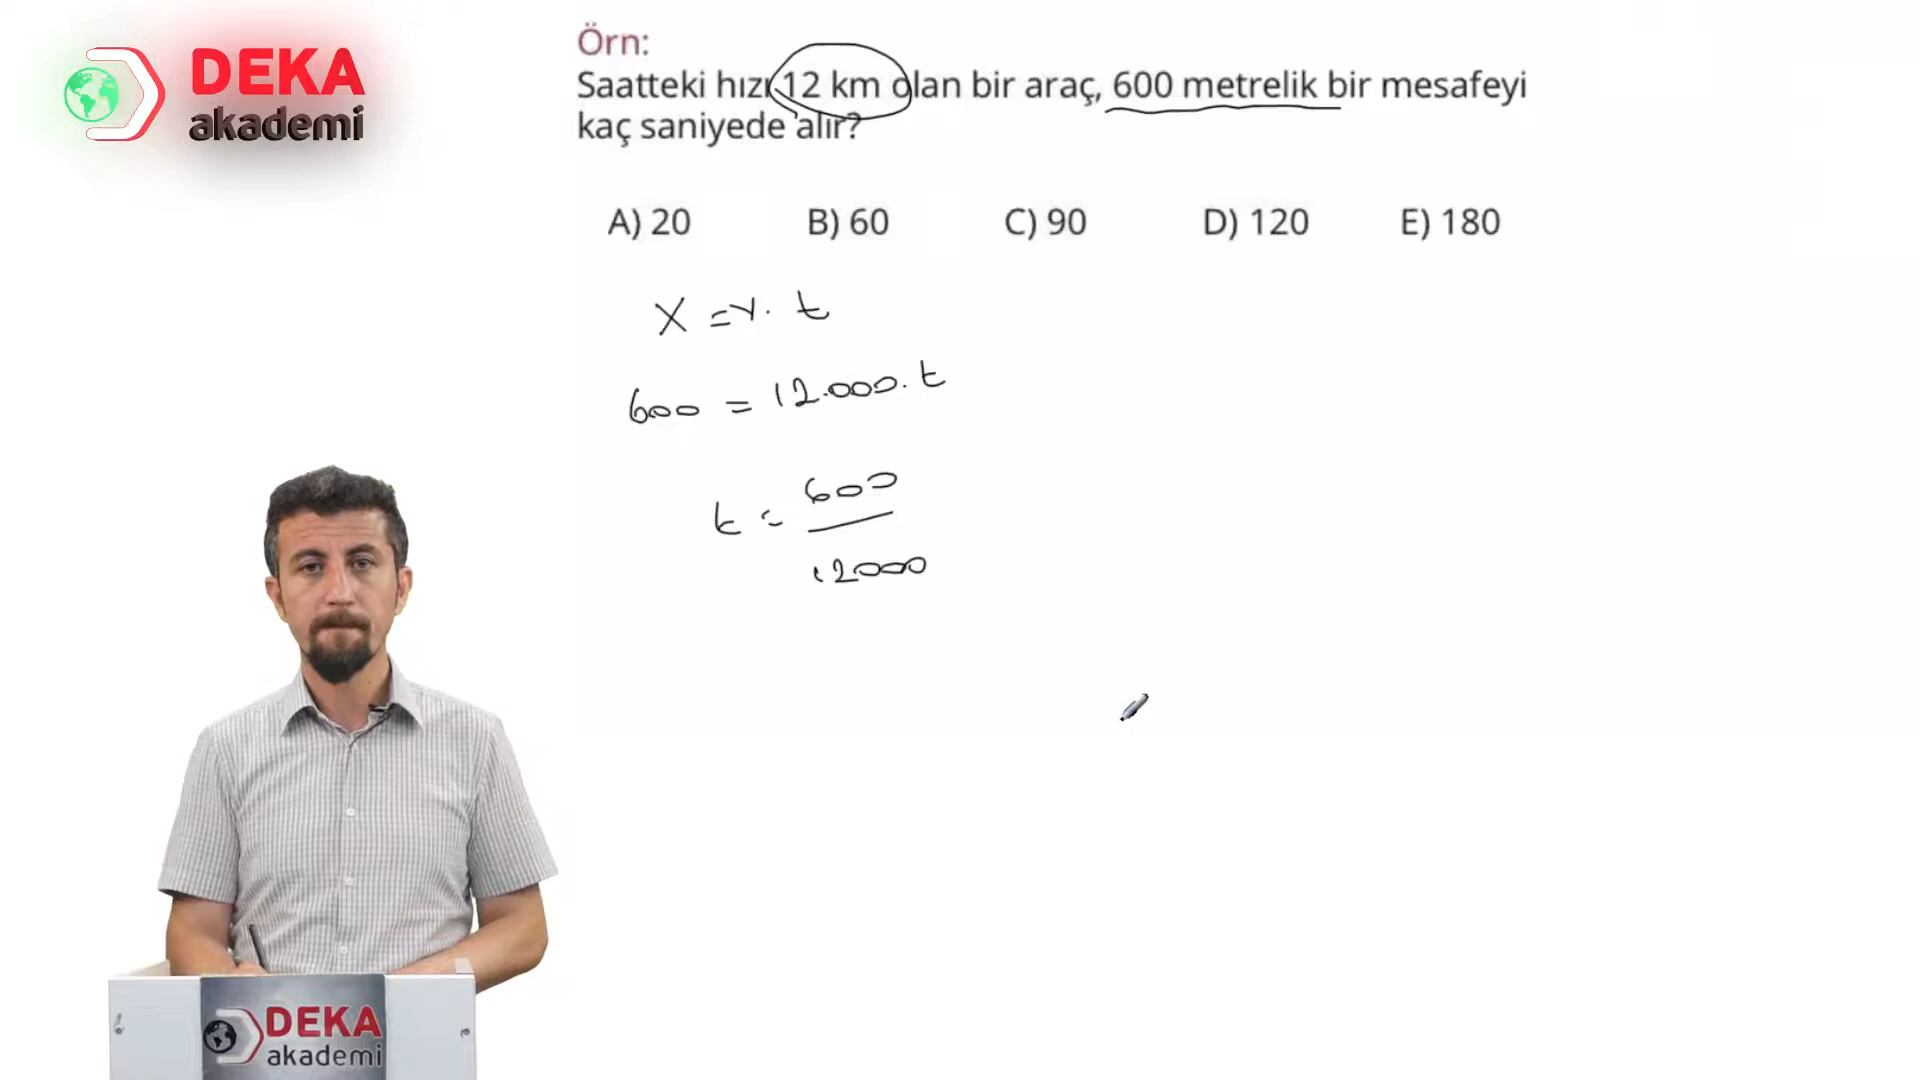 DEKA
akademi
Örn:
Saatteki hızı 12 km olan bir araç, 600 metrelik bir mesafeyi
kaç saniyede alır?
A) 20 B) 60 C) 90 D) 120 E) 180
X = v. t
600 = 12.000. t
t = 600
12000
DEKA
akademi